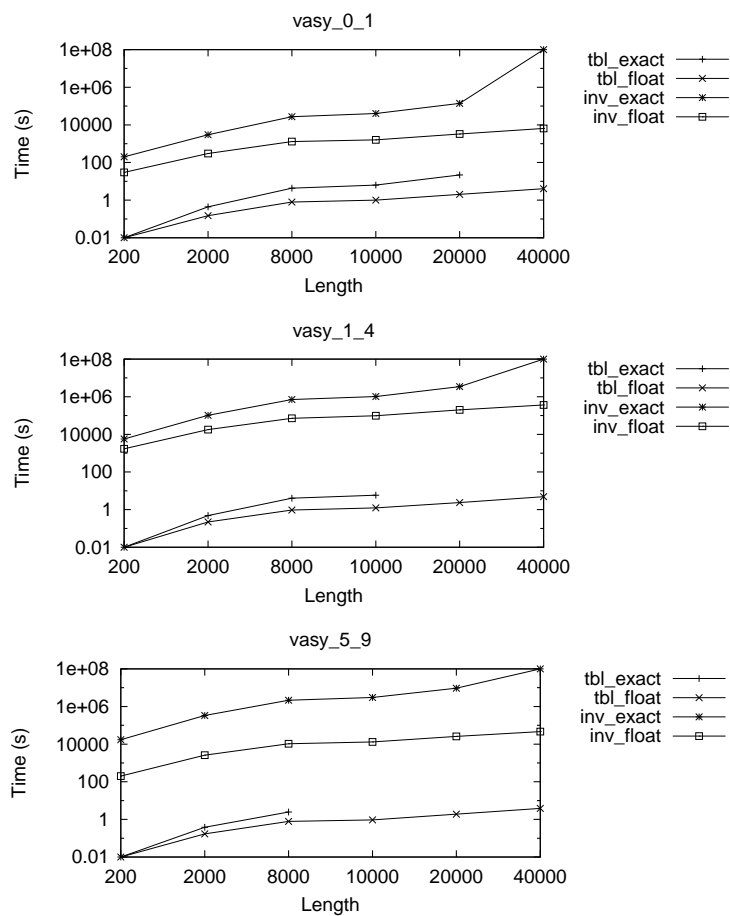 vasy_0_1
1e+08
1e+06
10000
100
1
0.01
Time (s)
200 2000 8000 10000 20000 40000
Length
tbl_exact
tbl_float
inv_exact
inv_float
vasy_1_4
1e+08
1e+06
10000
100
1
0.01
Time (s)
200 2000 8000 10000 20000 40000
Length
tbl_exact
tbl_float
inv_exact
inv_float
vasy_5_9
1e+08
1e+06
10000
100
1
0.01
Time (s)
200 2000 8000 10000 20000 40000
Length
tbl_exact
tbl_float
inv_exact
inv_float